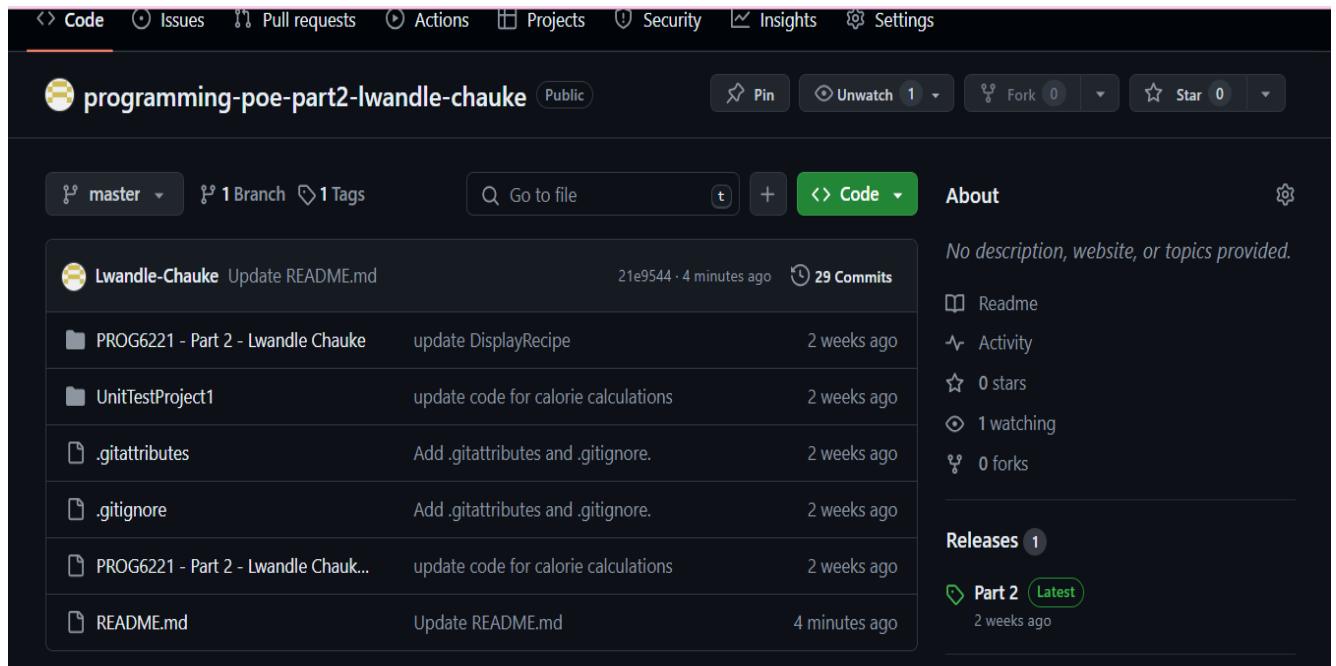 Code Issues Pull requests Actions Projects Security Insights Settings
programming-poe-part2-lwandle-chauke Public Pin Unwatch 1 Fork 0 Star 0
master 1 Branch 1 Tags Go to file t Code
Lwandle-Chauke Update README.md 21e9544 · 4 minutes ago 29 Commits
PROG6221 - Part 2 - Lwandle Chauke update DisplayRecipe 2 weeks ago
UnitTestProject1 update code for calorie calculations 2 weeks ago
.gitattributes Add .gitattributes and .gitignore. 2 weeks ago
.gitignore Add .gitattributes and .gitignore. 2 weeks ago
PROG6221 - Part 2 - Lwandle Chauk... update code for calorie calculations 2 weeks ago
README.md Update README.md 4 minutes ago
About
No description, website, or topics provided.
Readme
Activity
0 stars
1 watching
0 forks
Releases 1
Part 2 Latest
2 weeks ago